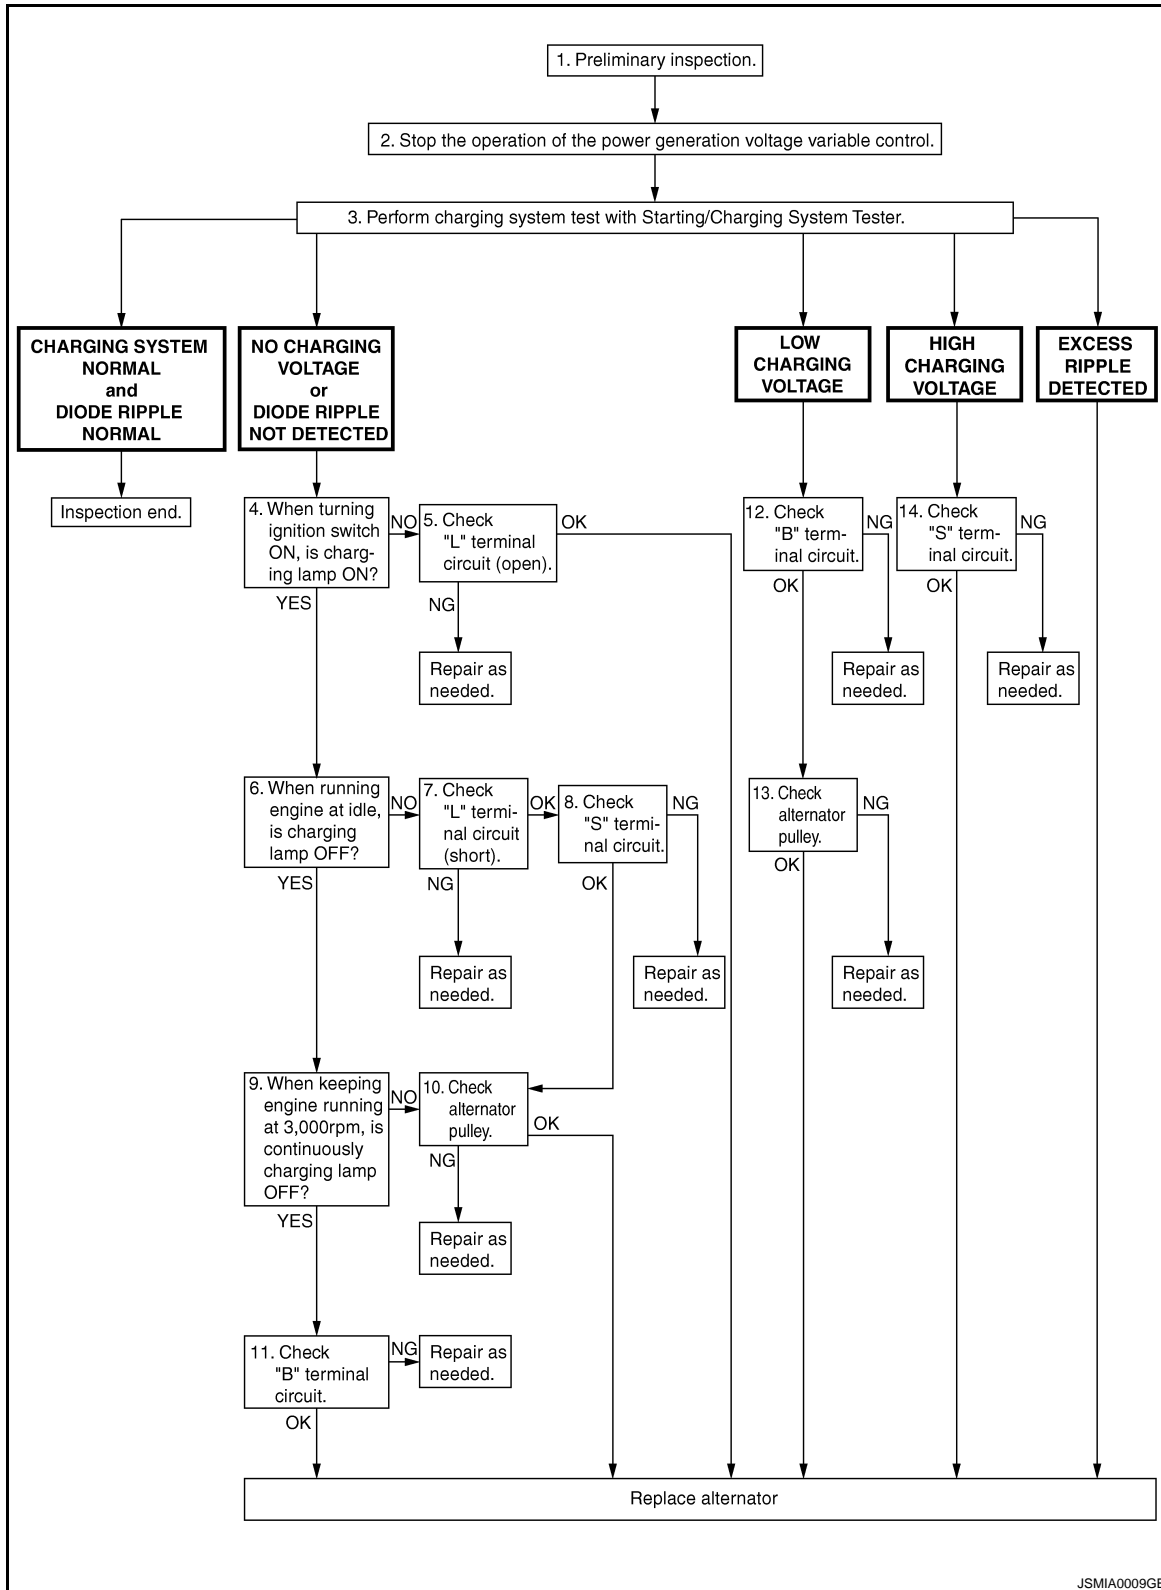 1. Preliminary inspection.
2. Stop the operation of the power generation voltage variable control.
3. Perform charging system test with Starting/Charging System Tester.
CHARGING SYSTEM
NORMAL
and
DIODE RIPPLE
NORMAL
NO CHARGING
VOLTAGE
or
DIODE RIPPLE
NOT DETECTED
LOW
CHARGING
VOLTAGE
HIGH
CHARGING
VOLTAGE
EXCESS
RIPPLE
DETECTED
Inspection end.
4. When turning
ignition switch
ON, is charg-
ing lamp ON?
NO
YES
5. Check
"L" terminal
circuit (open).
OK
NG
Repair as
needed.
12. Check
"B" term-
inal circuit.
NG
OK
Repair as
needed.
14. Check
"S" term-
inal circuit.
NG
OK
Repair as
needed.
6. When running
engine at idle,
is charging
lamp OFF?
NO
YES
7. Check
"L" termi-
nal circuit
(short).
OK
NG
Repair as
needed.
8. Check
"S" termi-
nal circuit.
NG
OK
Repair as
needed.
13. Check
alternator
pulley.
NG
OK
Repair as
needed.
9. When keeping
engine running
at 3,000rpm, is
continuously
charging lamp
OFF?
NO
YES
10. Check
alternator
pulley.
OK
NG
Repair as
needed.
11. Check
"B" terminal
circuit.
NG
OK
Repair as
needed.
Replace alternator